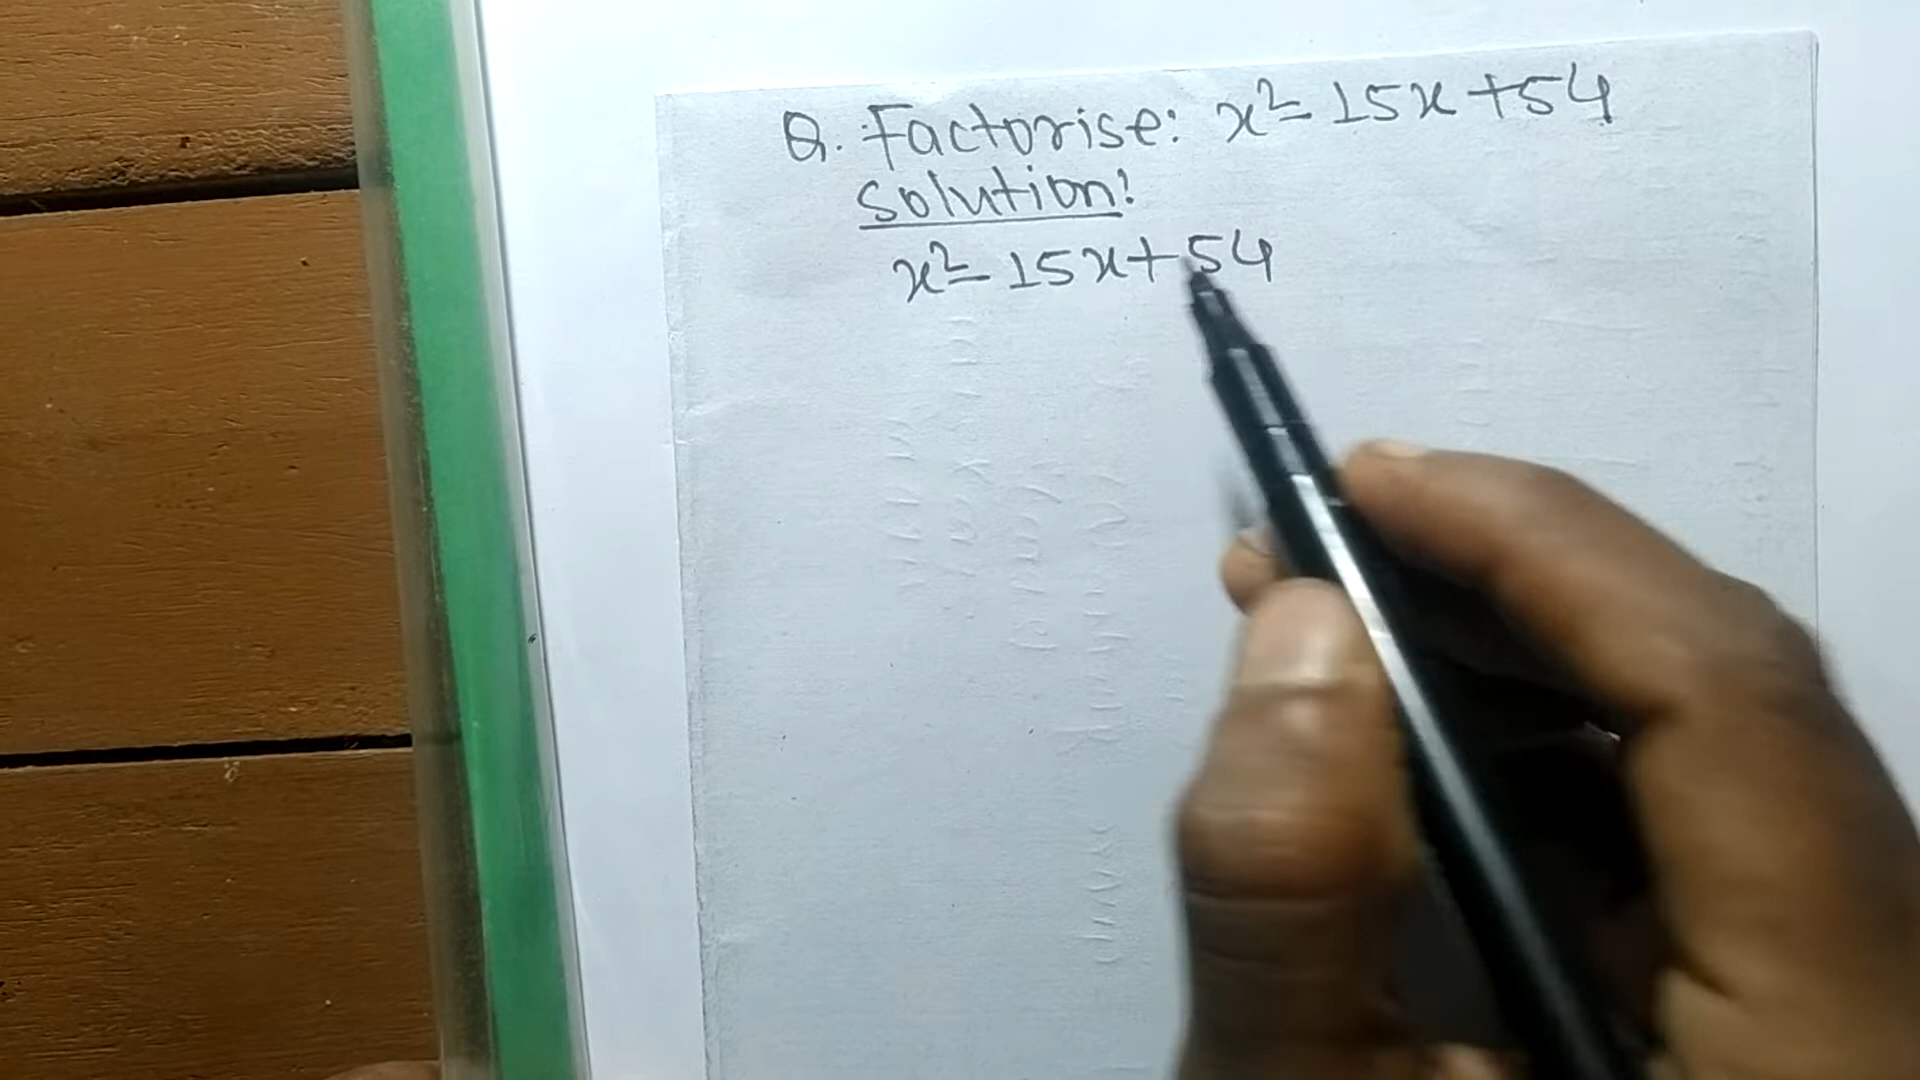 Q. Factorise: x² - 15x + 54
Solution:
x² - 15x + 54